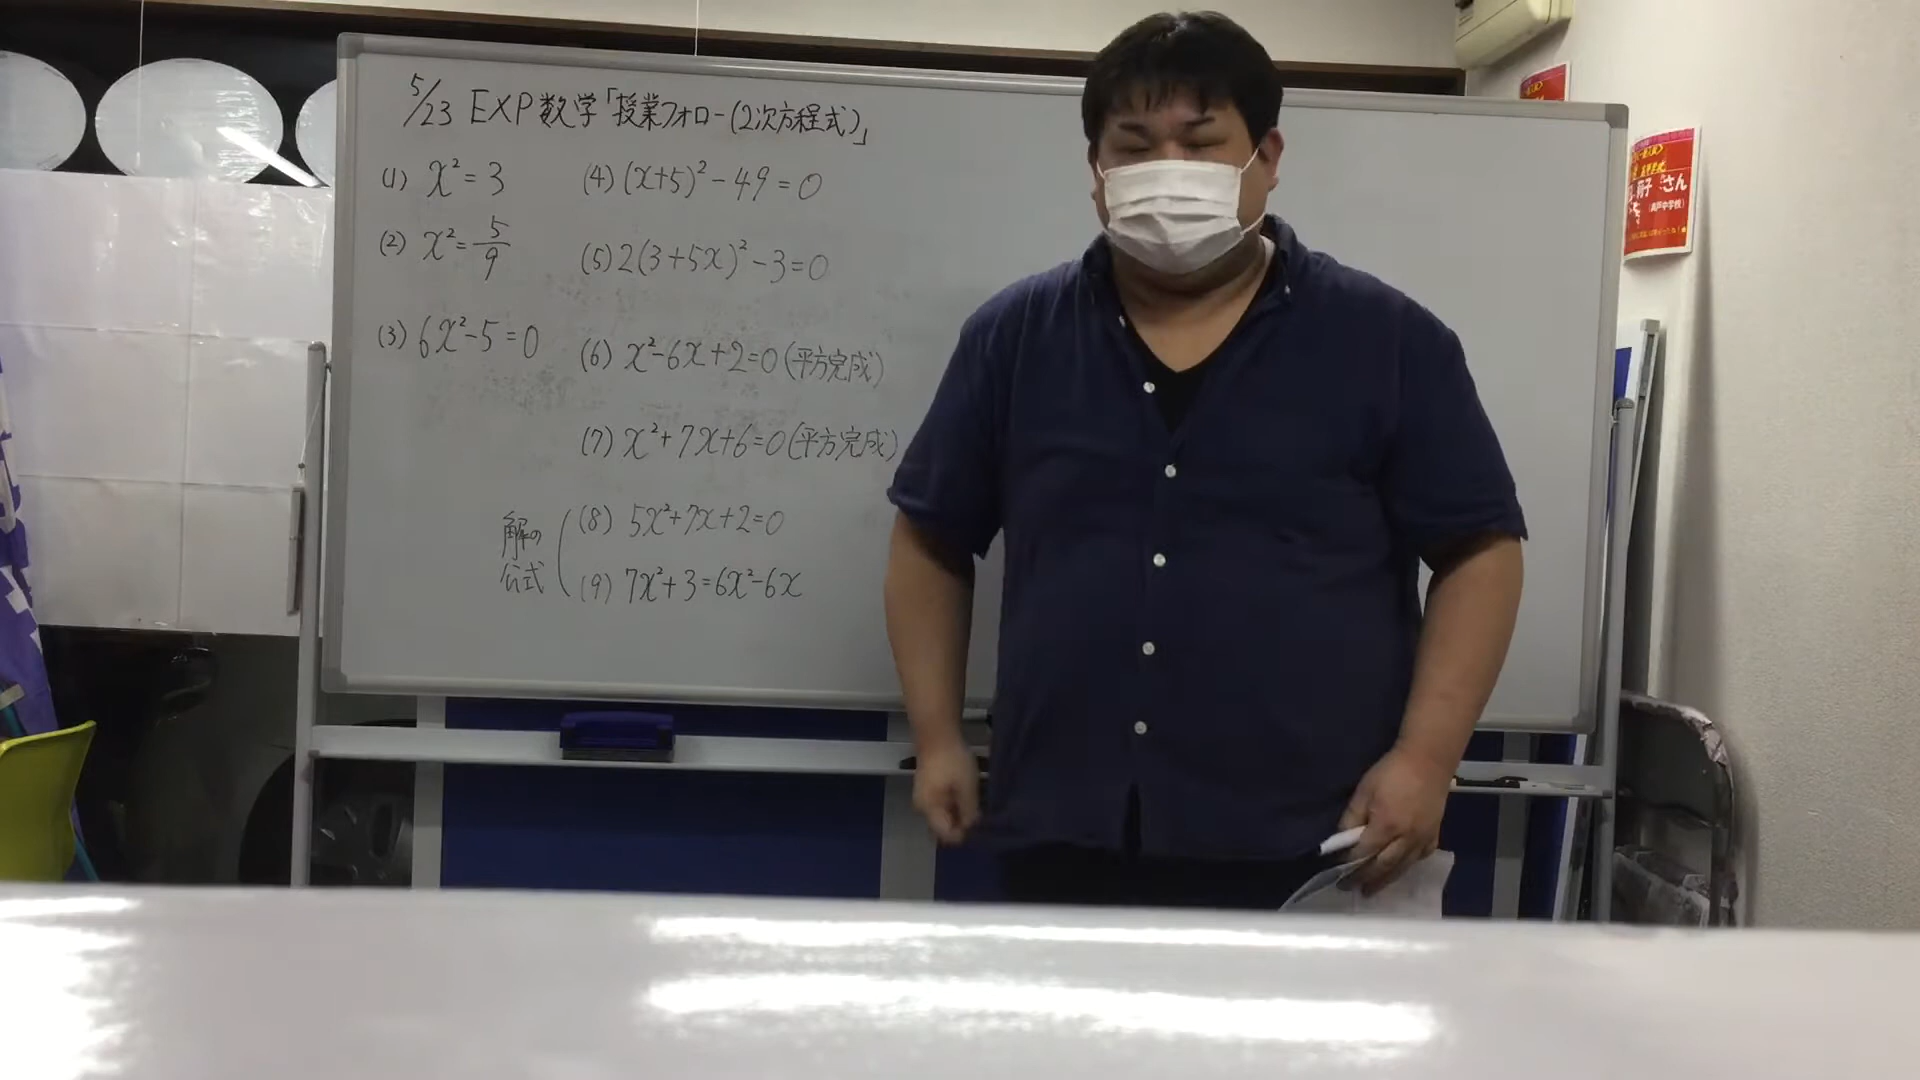 5/23 EXP数学「授業フォロー(2次方程式)」
(1) x²=3
(2) x²=5/9
(3) 6x²-5=0
(4) (x+5)²-49=0
(5) 2(3+5x)²-3=0
(6) x²-6x+2=0(平方完成)
(7) x²+7x+6=0(平方完成)
解の
公式
(8) 5x²+7x+2=0
(9) 7x²+3=6x²-6x
さん